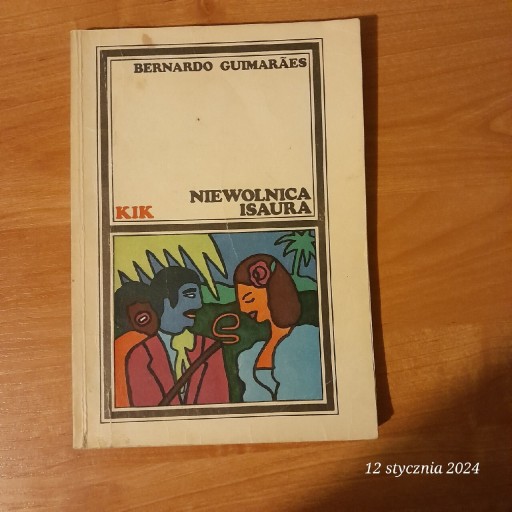 BERNARDO GUIMARÃES
NIEWOLNICA
KIK ISAURA
12 stycznia 2024